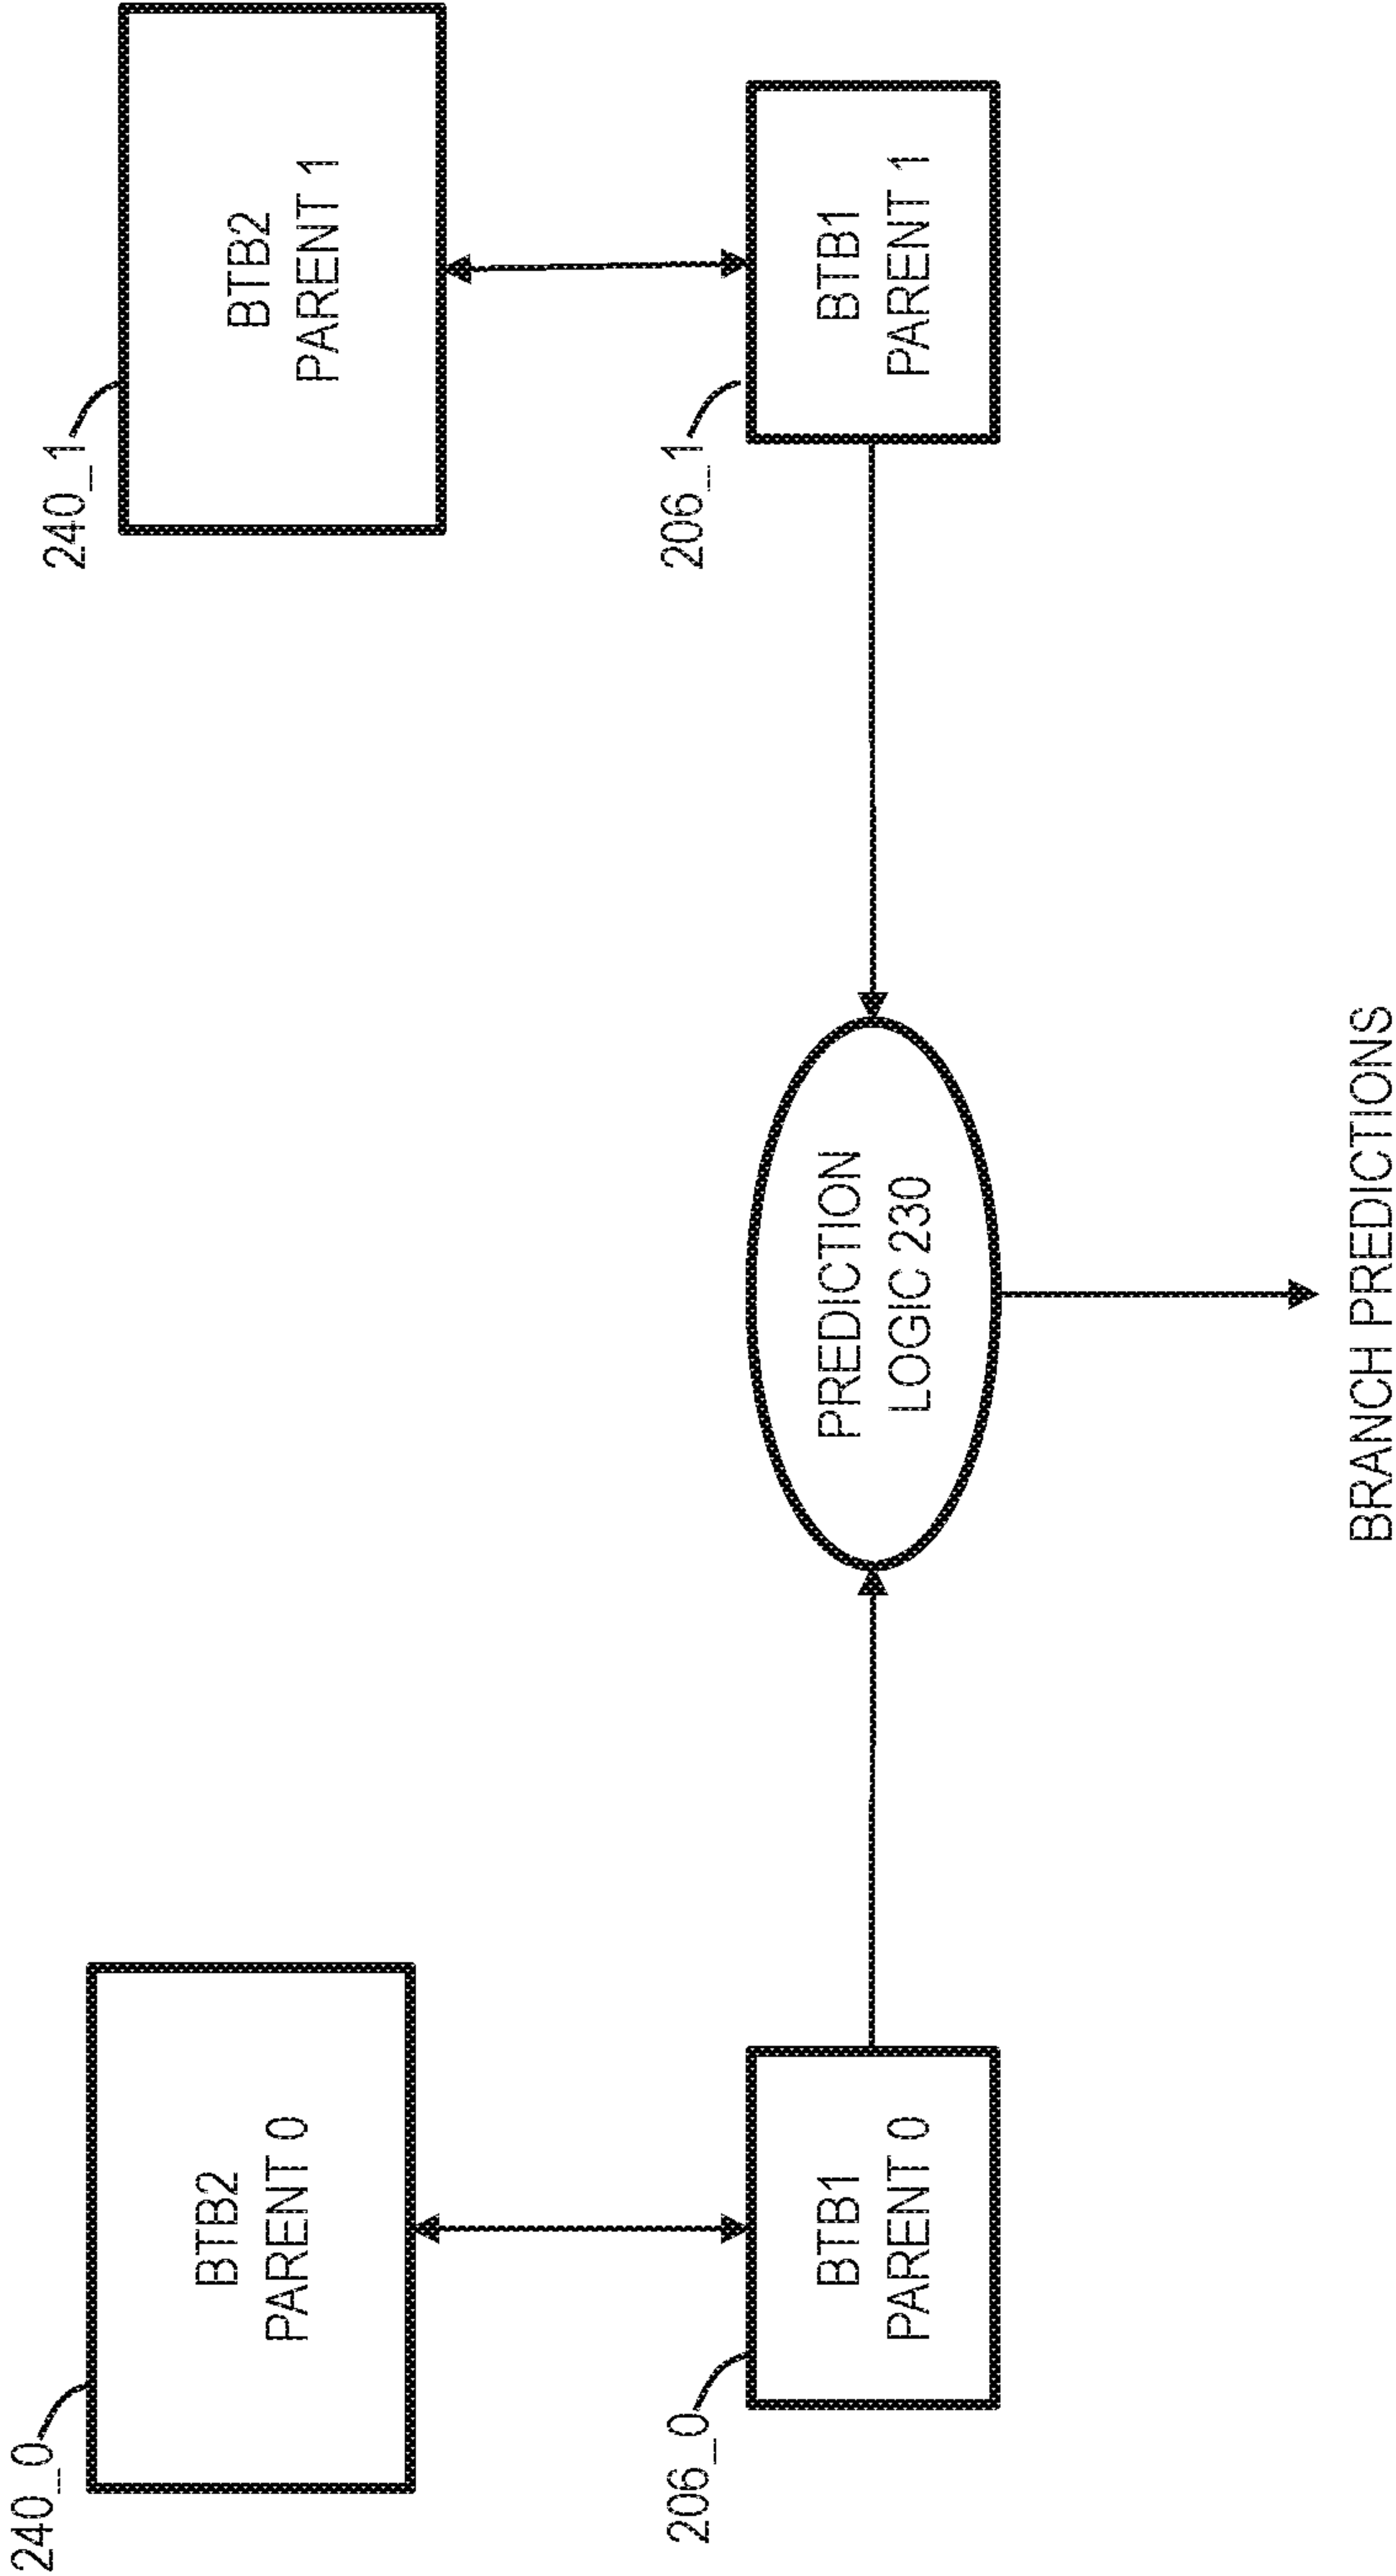 240_0
BTB2
PARENT 0
240_1
BTB2
PARENT 1
206_0
BTB1
PARENT 0
PREDICTION
LOGIC 230
206_1
BTB1
PARENT 1
BRANCH PREDICTIONS